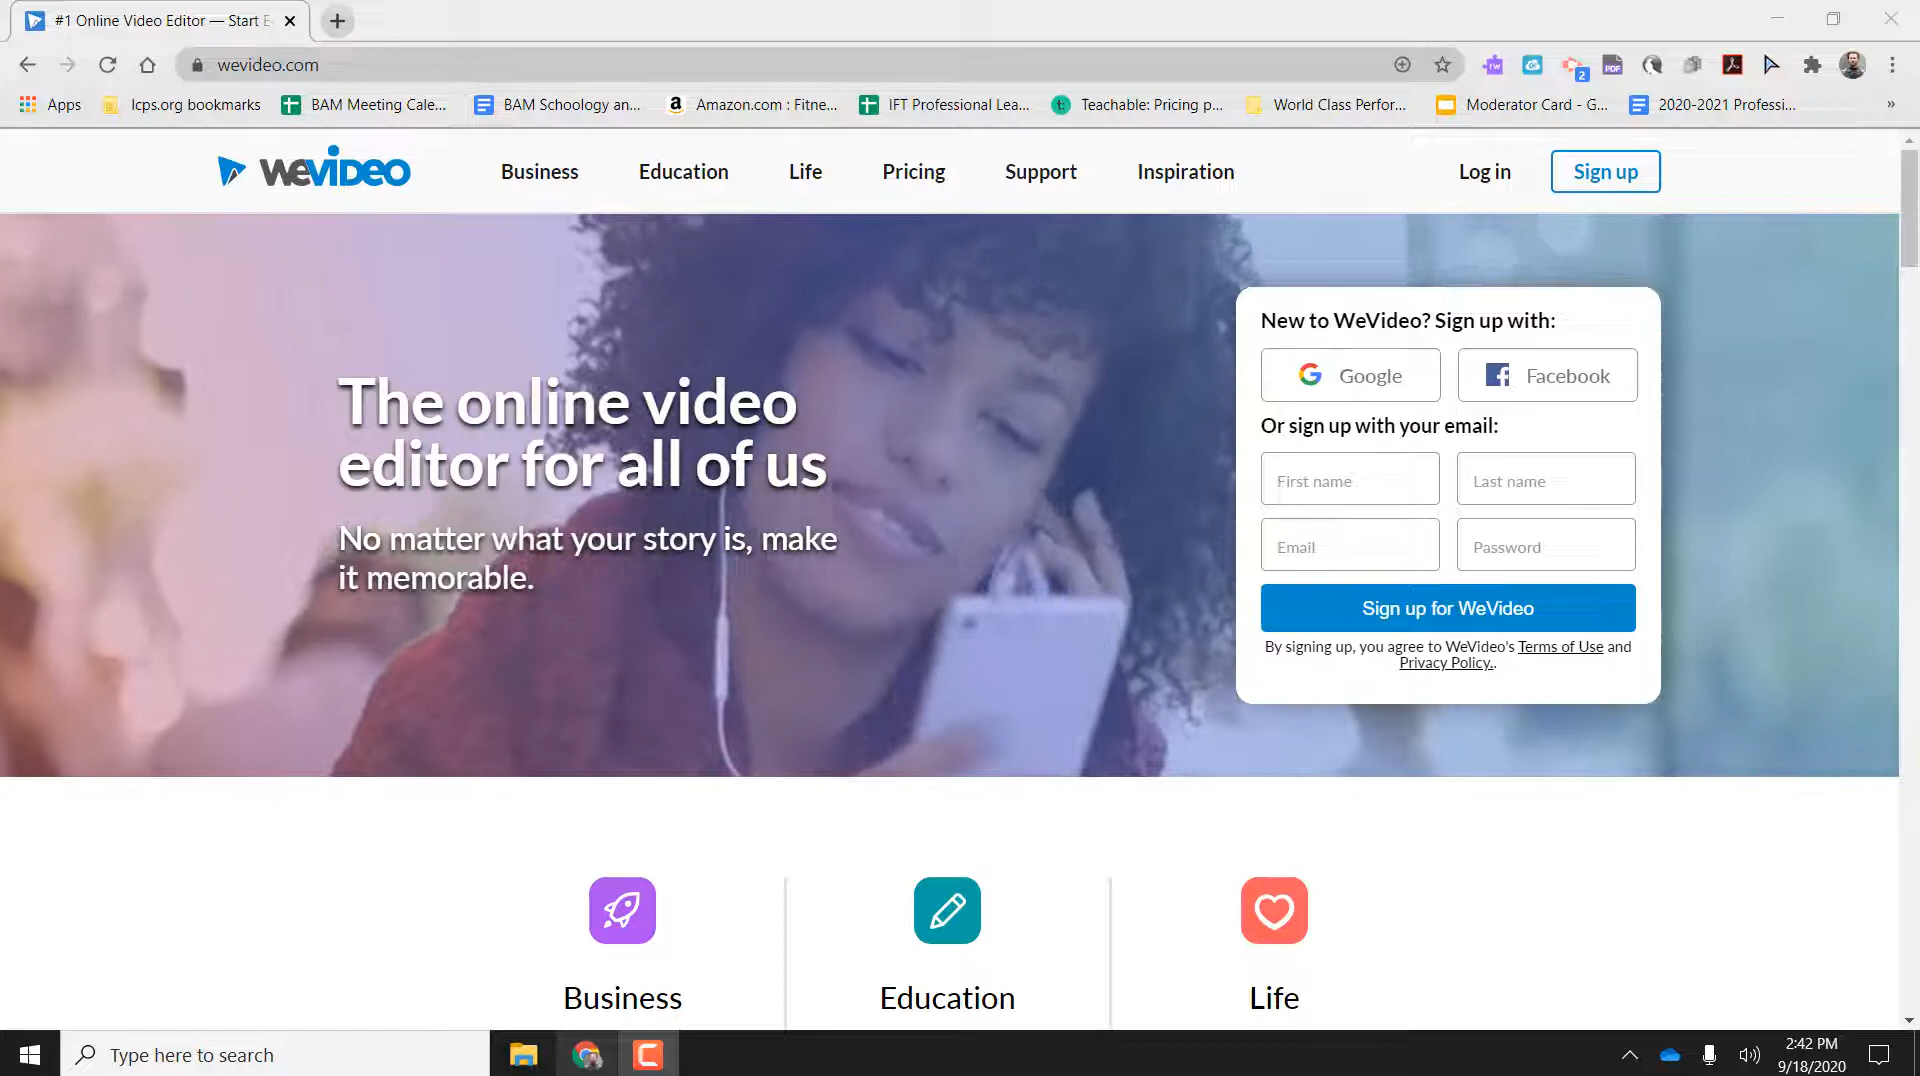 #1 Online Video Editor — Start E
wevideo.com
2
PDF
rw
Apps
lcps.org bookmarks
BAM Meeting Cale...
BAM Schoology an...
Amazon.com : Fitne...
IFT Professional Lea...
Teachable: Pricing p...
World Class Perfor...
Moderator Card - G...
2020-2021 Professi...
»
WEVIDEO
Business
Education
Life
Pricing
Support
Inspiration
Log in
Sign up
The online video
editor for all of us
No matter what your story is, make
it memorable.
New to WeVideo? Sign up with:
Google
Facebook
Or sign up with your email:
First name
Last name
Email
Password
Sign up for WeVideo
By signing up, you agree to WeVideo's Terms of Use and
Privacy Policy..
Business
Education
Life
Type here to search
2:42 PM
9/18/2020